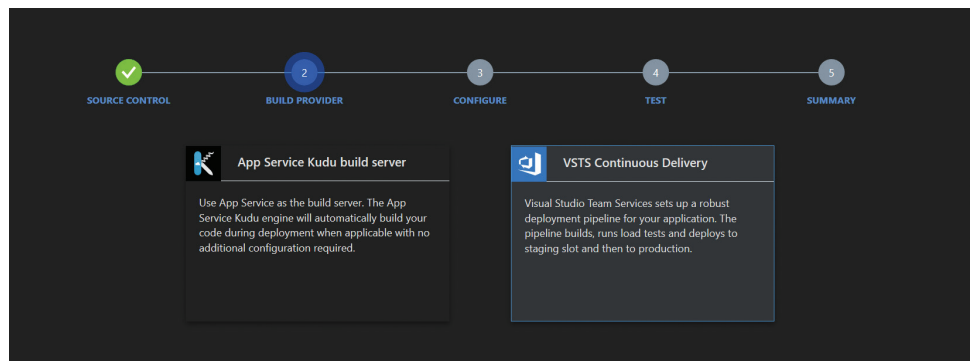 2
3
4
5
SOURCE CONTROL
BUILD PROVIDER
CONFIGURE
TEST
SUMMARY
App Service Kudu build server
Use App Service as the build server. The App
Service Kudu engine will automatically build your
code during deployment when applicable with no
additional configuration required.
VSTS Continuous Delivery
Visual Studio Team Services sets up a robust
deployment pipeline for your application. The
pipeline builds, runs load tests and deploys to
staging slot and then to production.